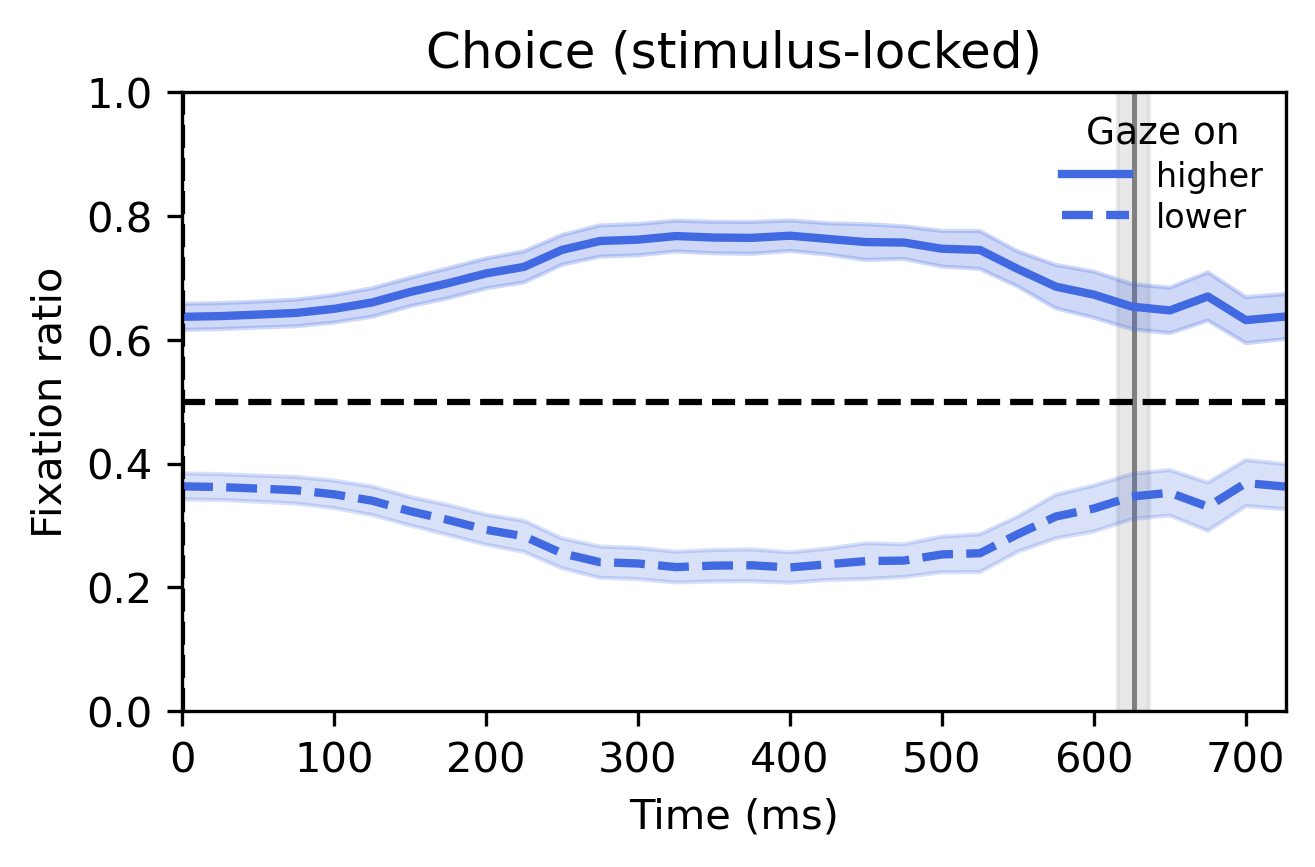 Choice (stimulus-locked)
1.0
0.8
0.6
0.4
0.2
0.0
Fixation ratio
Gaze on
higher
lower
0 100 200 300 400 500 600 700
Time (ms)